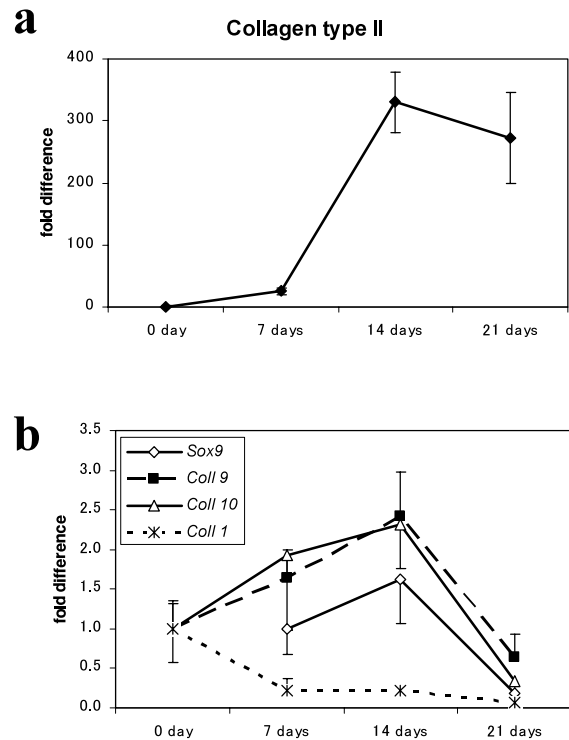 a
Collagen type II
fold difference
400
300
200
100
0
0 day 7 days 14 days 21 days
b
fold difference
3.5
3.0
2.5
2.0
1.5
1.0
0.5
0.0
Sox9
Coll 9
Coll 10
Coll 1
0 day 7 days 14 days 21 days